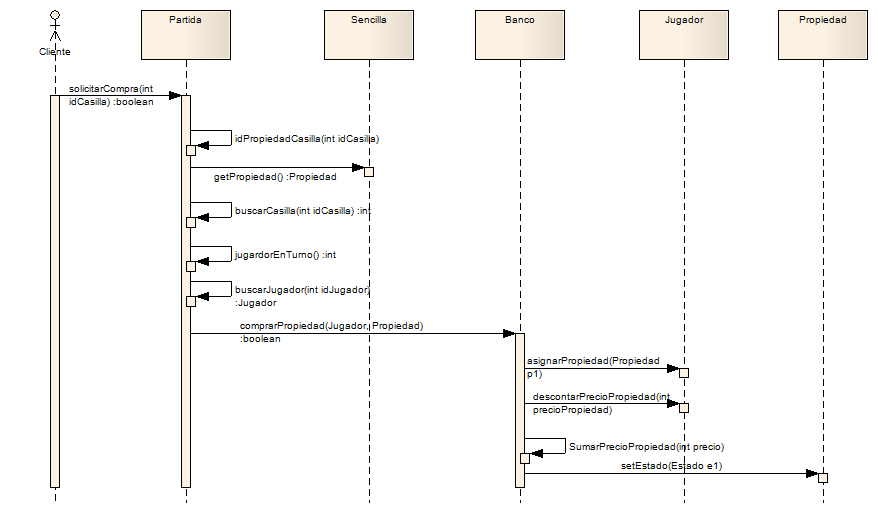 Cliente
Partida
Sencilla
Banco
Jugador
Propiedad
solicitarCompra(int
idCasilla) :boolean
idPropiedadCasilla(int idCasilla)
getPropiedad() :Propiedad
buscarCasilla(int idCasilla) :int
jugardorEnTurno() :int
buscarJugador(int idJugador)
:Jugador
comprarPropiedad(Jugador, Propiedad)
:boolean
asignarPropiedad(Propiedad
p1)
descontarPrecioPropiedad(int
precioPropiedad)
SumarPrecioPropiedad(int precio)
setEstado(Estado e1)